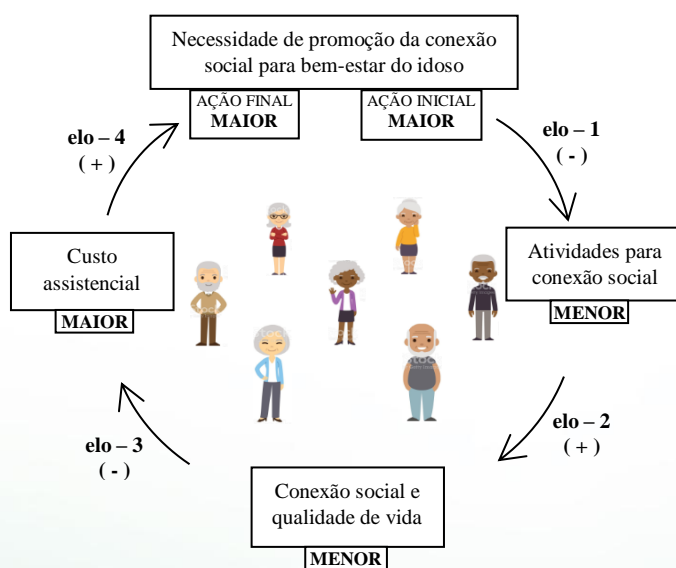 Necessidade de promoção da conexão
social para bem-estar do idoso
AÇÃO FINAL
MAIOR
AÇÃO INICIAL
MAIOR
elo – 4
( + )
elo – 1
( - )
Custo
assistencial
MAIOR
Atividades para
conexão social
MENOR
elo – 3
( - )
elo – 2
( + )
Conexão social e
qualidade de vida
MENOR